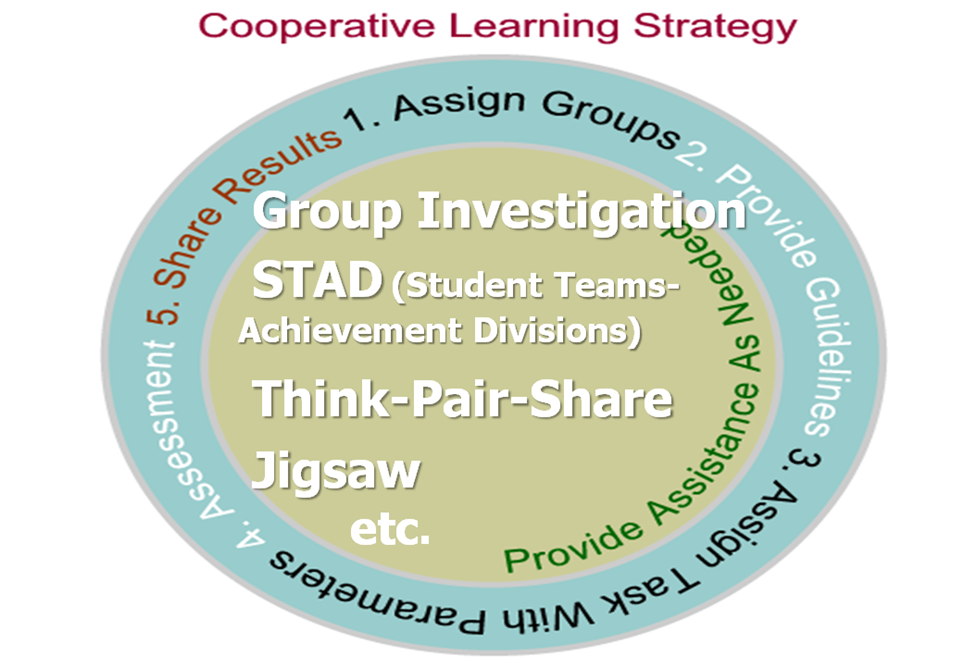 Cooperative Learning Strategy
1. Assign Groups
2. Provide Guidelines
3. Assign Task With Parameters
4. Assessment
5. Share Results
Group Investigation
STAD (Student Teams-
Achievement Divisions)
Think-Pair-Share
Jigsaw
etc.
Provide Assistance As Needed